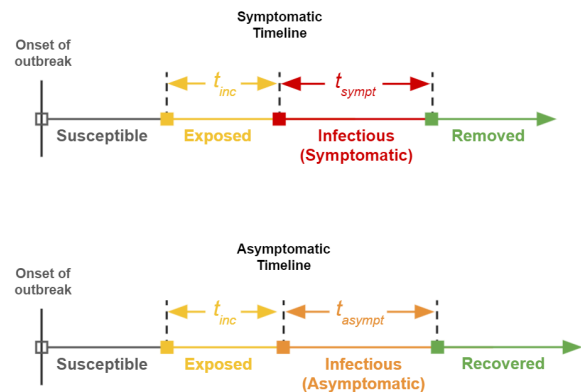 Symptomatic
Timeline
Onset of
outbreak
t_inc
t_sympt
Susceptible
Exposed
Infectious
(Symptomatic)
Removed
Asymptomatic
Timeline
Onset of
outbreak
t_inc
t_asympt
Susceptible
Exposed
Infectious
(Asymptomatic)
Recovered